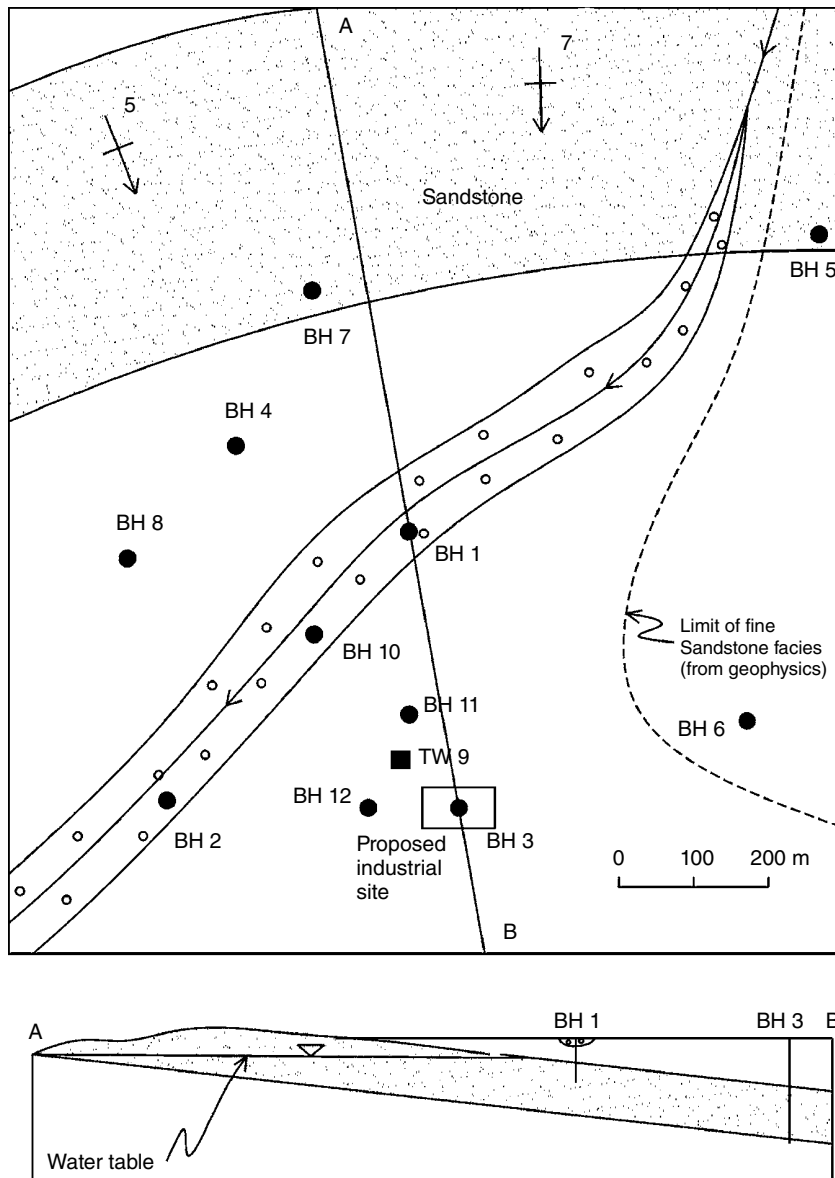 A
7
5
Sandstone
BH 5
BH 7
BH 4
BH 8
BH 1
Limit of fine
Sandstone facies
(from geophysics)
BH 10
BH 11
BH 6
TW 9
BH 12
BH 2
Proposed
industrial
site
BH 3
0 100 200 m
B
A
BH 1
BH 3
B
Water table